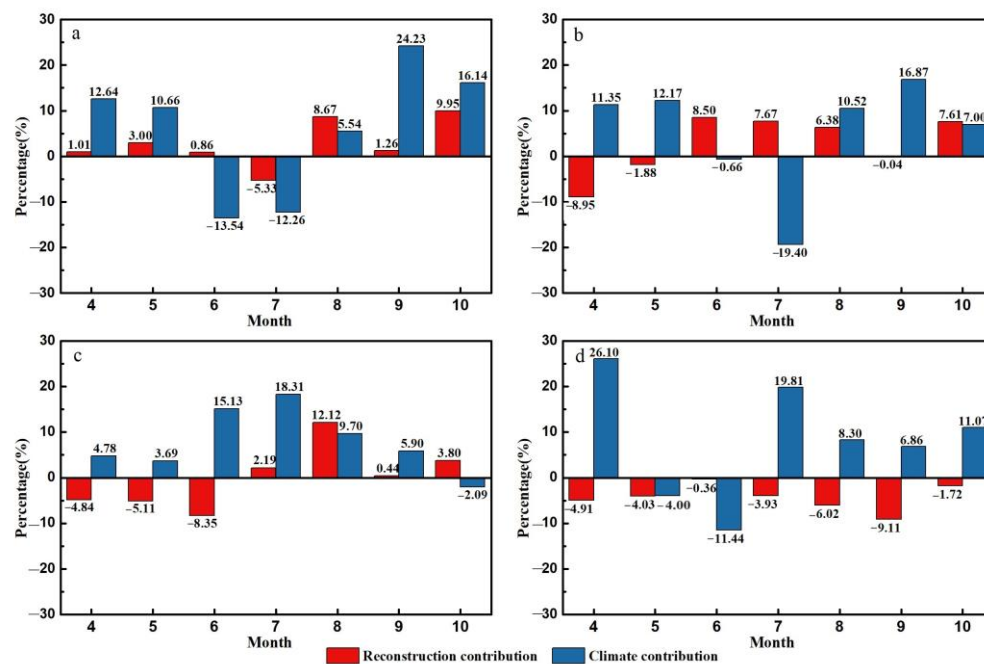 a
Percentage(%)
30
20
10
0
−10
−20
−30
1.01 12.64 3.00 10.66 0.86 −13.54 −5.33 −12.26 8.67 5.54 1.26 24.23 9.95 16.14
4 5 6 7 8 9 10
Month
b
Percentage(%)
30
20
10
0
−10
−20
−30
−8.95 11.35 −1.88 12.17 8.50 −0.66 7.67 −19.40 6.38 10.52 −0.04 16.87 7.61 7.00
4 5 6 7 8 9 10
Month
c
Percentage(%)
30
20
10
0
−10
−20
−30
−4.84 4.78 −5.11 3.69 −8.35 15.13 2.19 18.31 12.12 9.70 0.44 5.90 3.80 −2.09
4 5 6 7 8 9 10
Month
d
Percentage(%)
30
20
10
0
−10
−20
−30
−4.91 26.10 −4.03 −4.00 −0.36 −11.44 −3.93 19.81 −6.02 8.30 −9.11 6.86 −1.72 11.07
4 5 6 7 8 9 10
Month
Reconstruction contribution Climate contribution